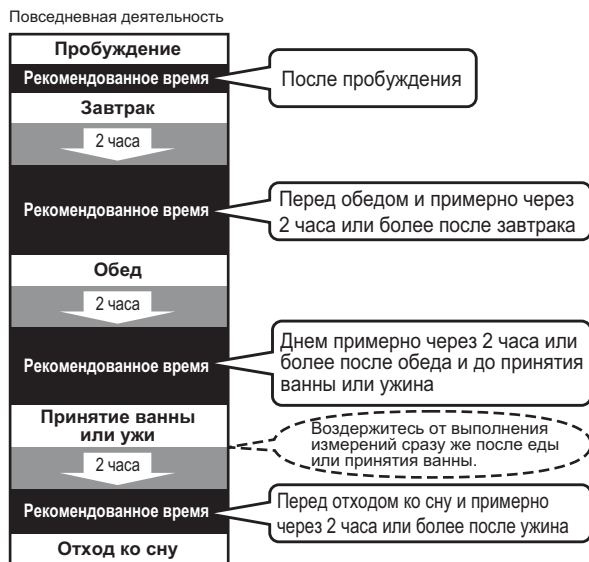 Повседневная деятельность
Пробуждение
Рекомендованное время
После пробуждения
Завтрак
2 часа
Рекомендованное время
Перед обедом и примерно через
2 часа или более после завтрака
Обед
2 часа
Рекомендованное время
Днем примерно через 2 часа или
более после обеда и до принятия
ванны или ужина
Принятие ванны
или ужи
Воздержитесь от выполнения
измерений сразу же после еды
или принятия ванны.
2 часа
Рекомендованное время
Перед отходом ко сну и примерно
через 2 часа или более после ужина
Отход ко сну